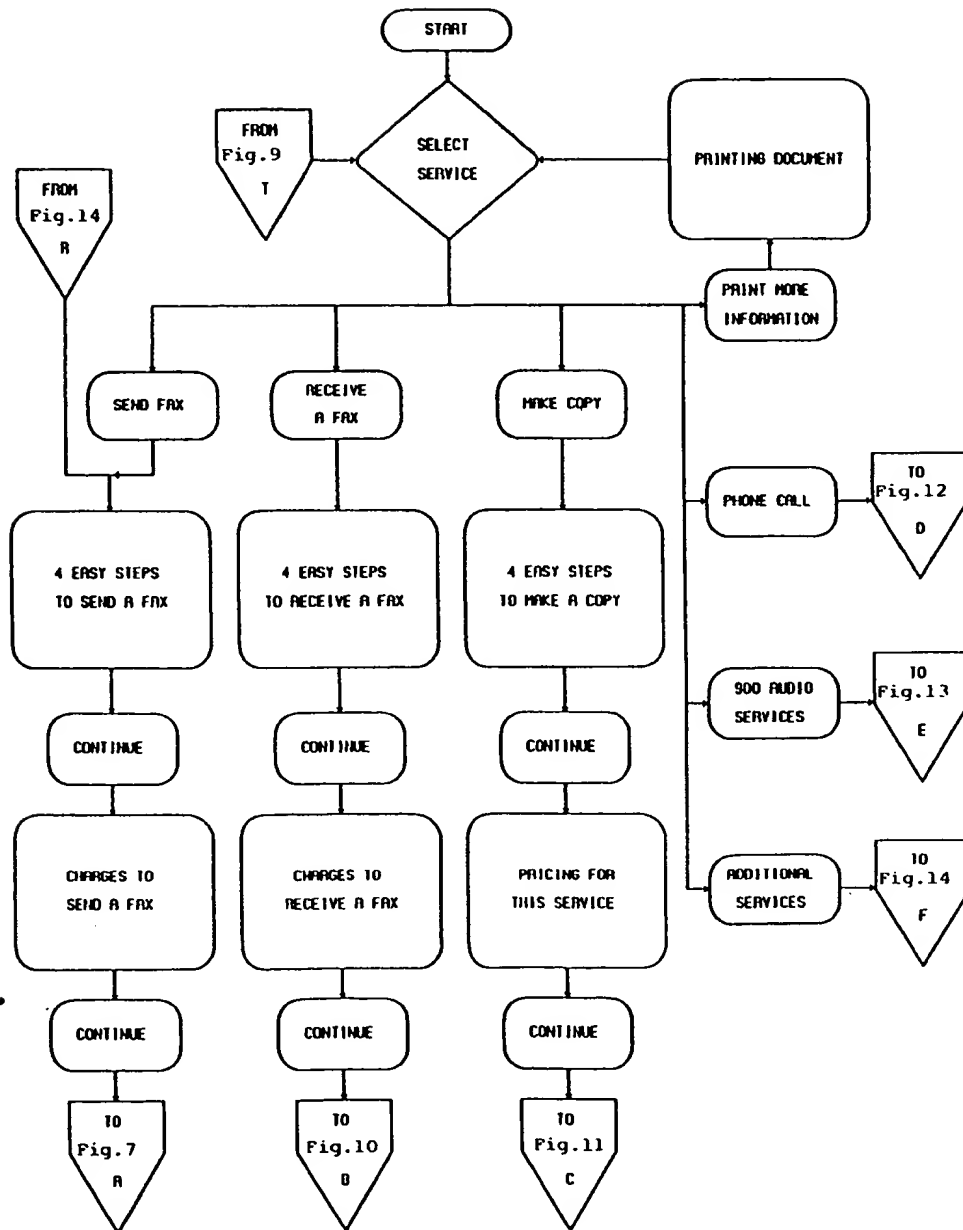 START
FROM
Fig.9
T
SELECT
SERVICE
PRINTING DOCUMENT
FROM
Fig.14
R
PRINT MORE
INFORMATION
SEND FAX
RECEIVE
A FAX
MAKE COPY
PHONE CALL
TO
Fig.12
D
4 EASY STEPS
TO SEND A FAX
4 EASY STEPS
TO RECEIVE A FAX
4 EASY STEPS
TO MAKE A COPY
900 AUDIO
SERVICES
TO
Fig.13
E
CONTINUE
CONTINUE
CONTINUE
CHARGES TO
SEND A FAX
CHARGES TO
RECEIVE A FAX
PRICING FOR
THIS SERVICE
ADDITIONAL
SERVICES
TO
Fig.14
F
CONTINUE
CONTINUE
CONTINUE
TO
Fig.7
A
TO
Fig.10
B
TO
Fig.11
C